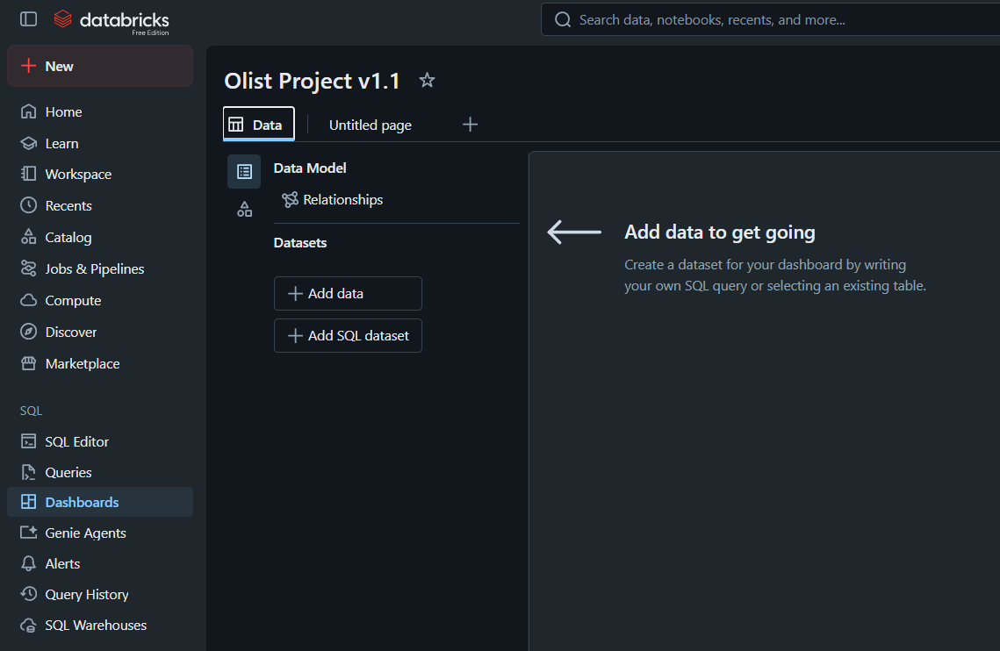 databricks
Free Edition
Search data, notebooks, recents, and more...
New
Home
Learn
Workspace
Recents
Catalog
Jobs & Pipelines
Compute
Discover
Marketplace
SQL
SQL Editor
Queries
Dashboards
Genie Agents
Alerts
Query History
SQL Warehouses
Olist Project v1.1
Data
Untitled page
Data Model
Relationships
Datasets
Add data
Add SQL dataset
Add data to get going
Create a dataset for your dashboard by writing
your own SQL query or selecting an existing table.